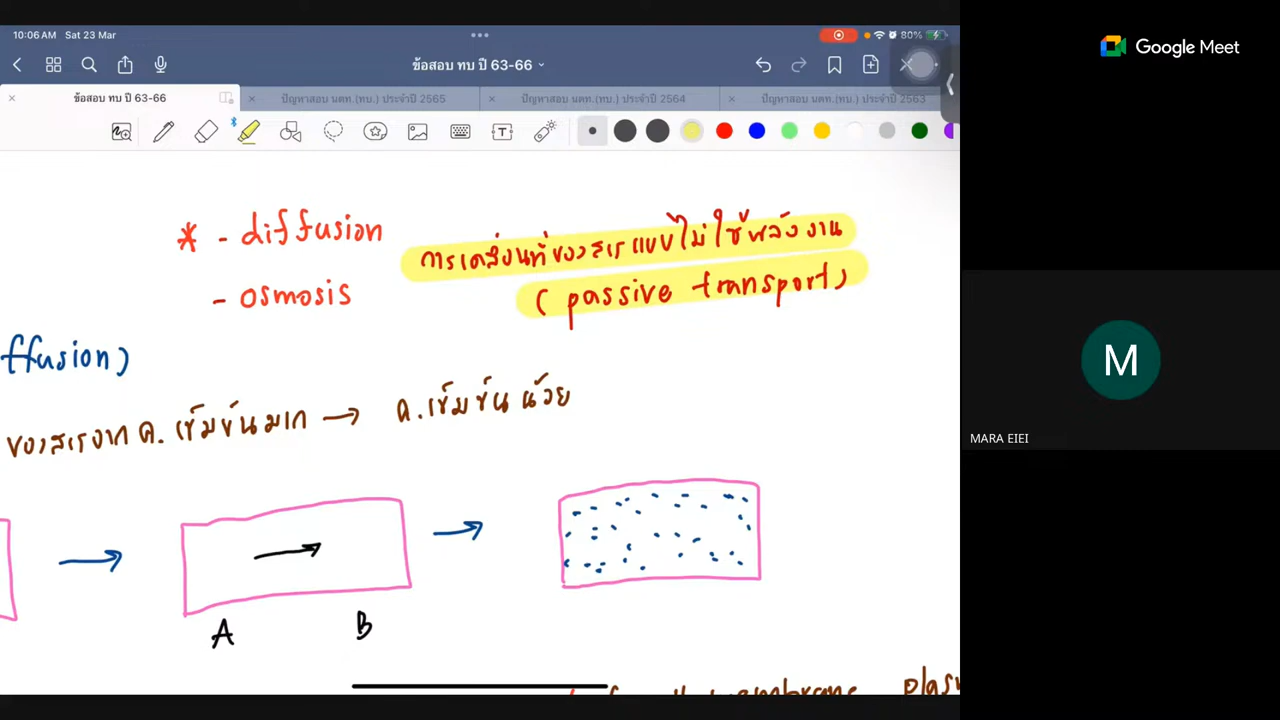 10:06 AM Sat 23 Mar
80%
Google Meet
ข้อสอบ ทบ ปี 63-66
ข้อสอบ ทบ ปี 63-66
ปัญหาสอบ นตท.(ทบ.) ประจำปี 2565
ปัญหาสอบ นตท.(ทบ.) ประจำปี 2564
ปัญหาสอบ นตท.(ทบ.) ประจำปี 2563
* - diffusion
การเคลื่อนที่ของสารแบบไม่ใช้พลังงาน
- osmosis
(passive transport)
ffusion)
ของสารจาก ค.เข้มข้นมาก → ค.เข้มข้นน้อย
A
B
MARA EIEI
membrane